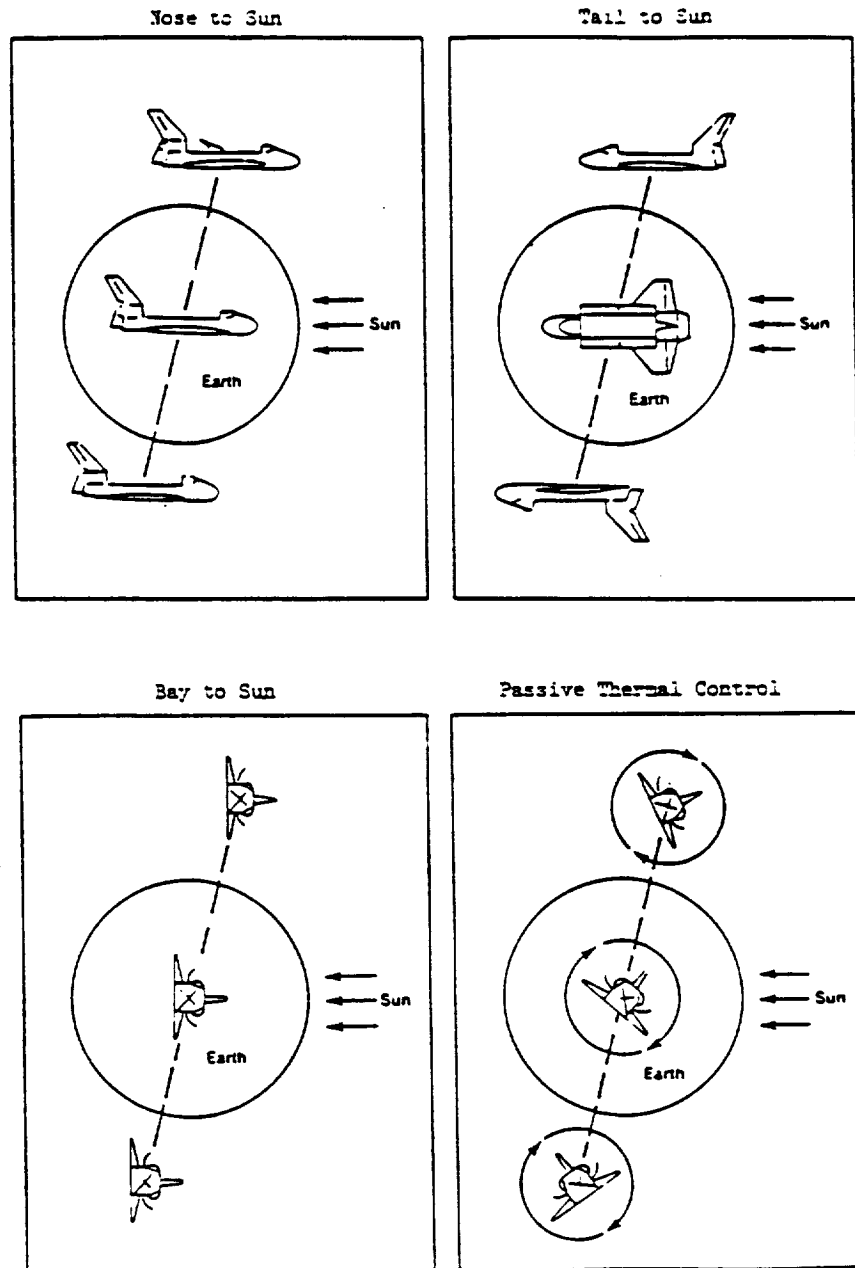 Nose to Sun
Tail to Sun
Sun
Earth
Sun
Earth
Bay to Sun
Passive Thermal Control
Sun
Earth
Sun
Earth